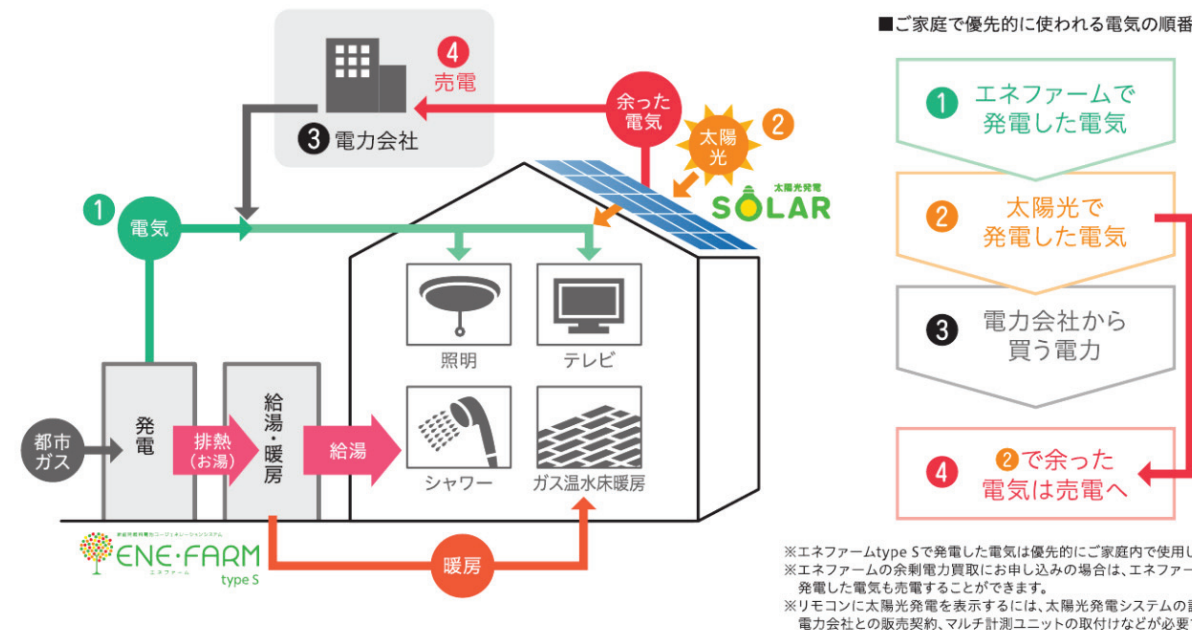 4
売電
3 電力会社
余った
電気
太陽
光
2
太陽光発電
SOLAR
1
電気
照明
テレビ
シャワー
ガス温水床暖房
都市
ガス
発電
排熱
(お湯)
給湯・暖房
給湯
暖房
ENE・FARM
エネファーム
type S
■ご家庭で優先的に使われる電気の順番
1 エネファームで
発電した電気
2 太陽光で
発電した電気
3 電力会社から
買う電力
4 2で余った
電気は売電へ
※エネファームtype Sで発電した電気は優先的にご家庭内で使用し
※エネファームの余剰電力買取にお申し込みの場合は、エネファー
発電した電気も売電することができます。
※リモコンに太陽光発電を表示するには、太陽光発電システムの
電力会社との販売契約、マルチ計測ユニットの取付けなどが必要